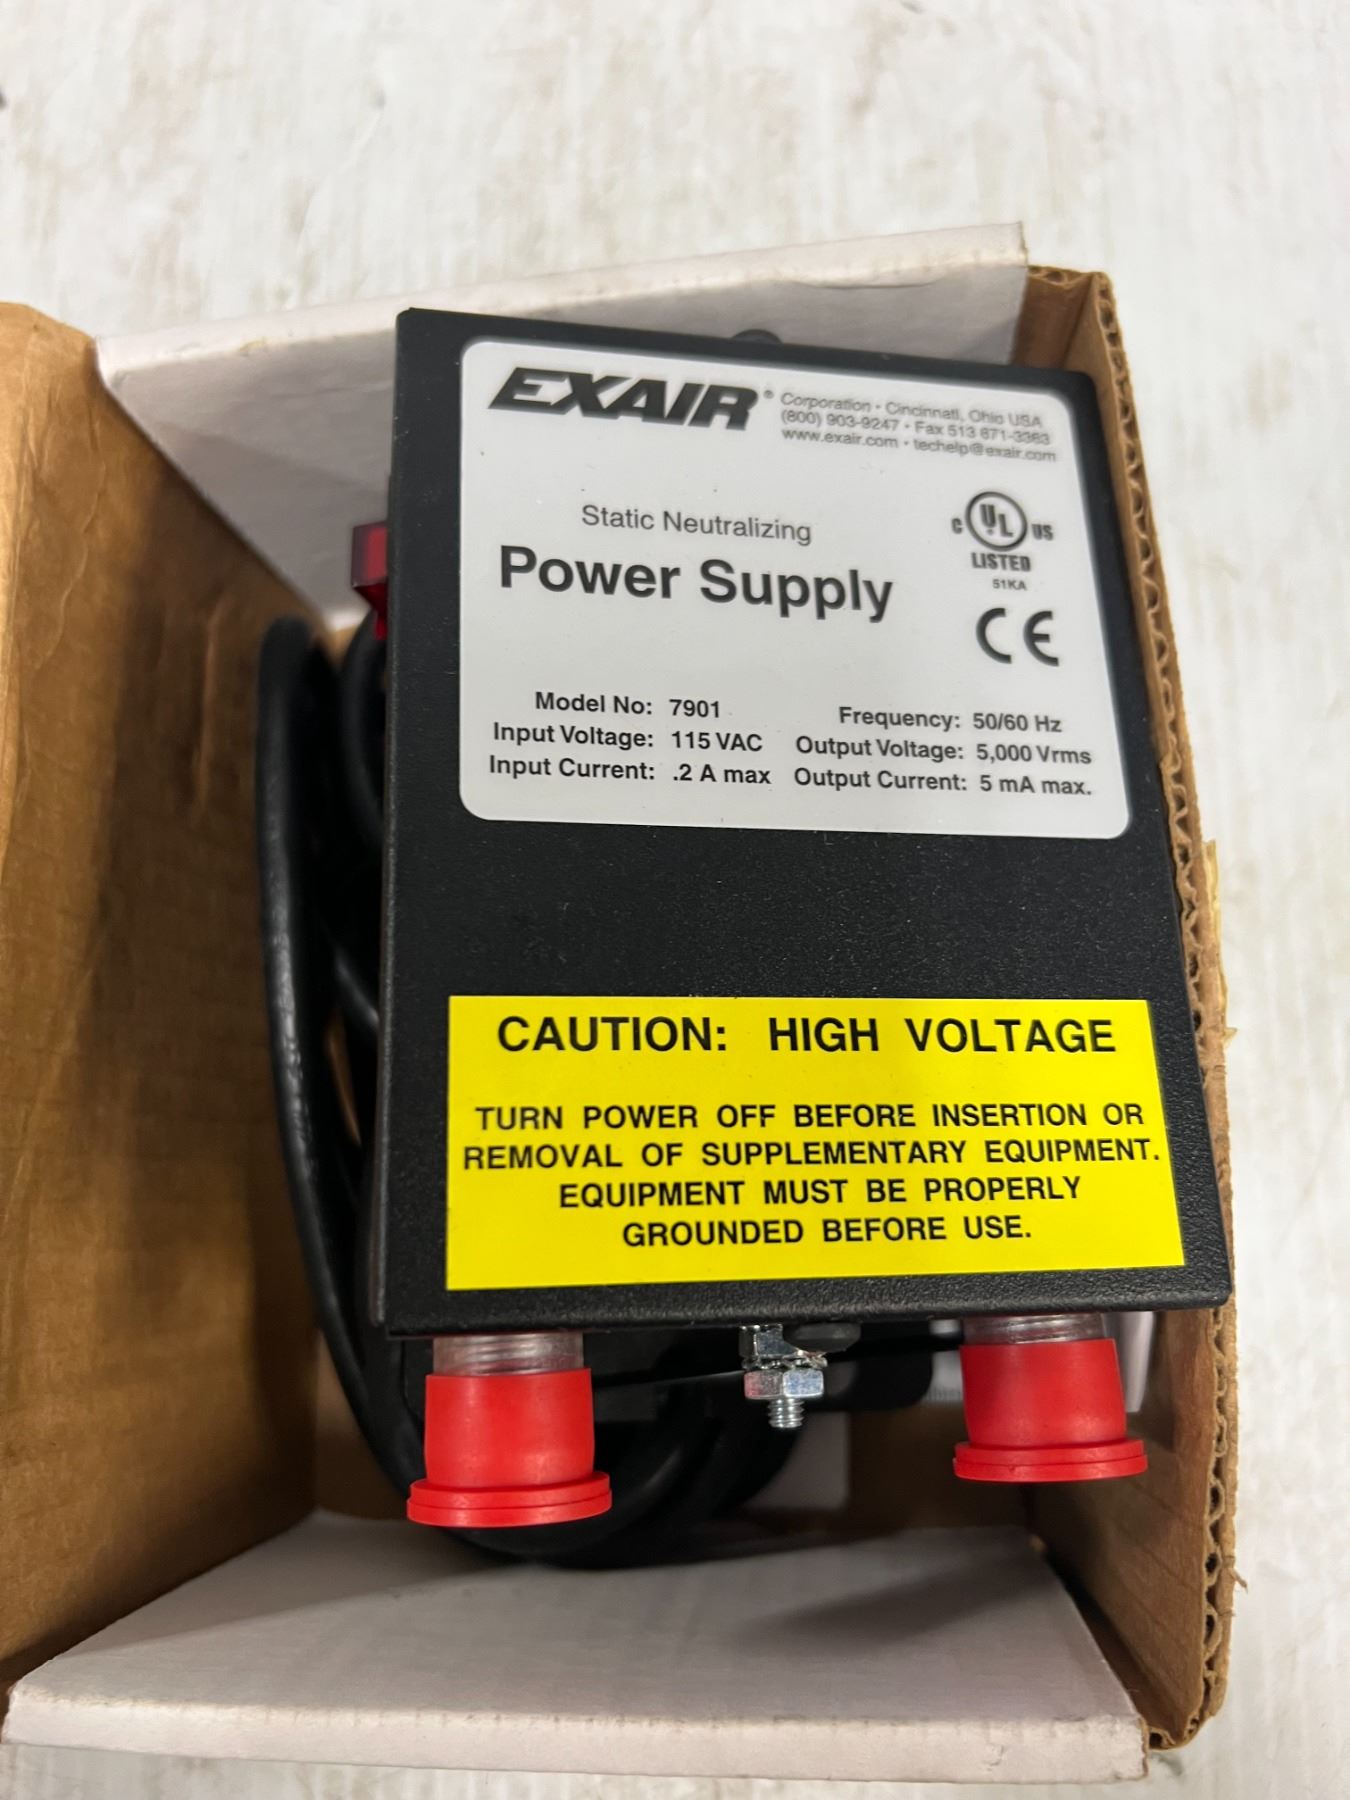 EXAIR®
Corporation • Cincinnati, Ohio USA
(800) 903-9247 • Fax 513 671-3363
www.exair.com • techelp@exair.com
Static Neutralizing
Power Supply
C UL US
LISTED
51KA
CE
Model No: 7901
Input Voltage: 115 VAC
Input Current: .2 A max
Frequency: 50/60 Hz
Output Voltage: 5,000 Vrms
Output Current: 5 mA max.
CAUTION: HIGH VOLTAGE
TURN POWER OFF BEFORE INSERTION OR
REMOVAL OF SUPPLEMENTARY EQUIPMENT.
EQUIPMENT MUST BE PROPERLY
GROUNDED BEFORE USE.